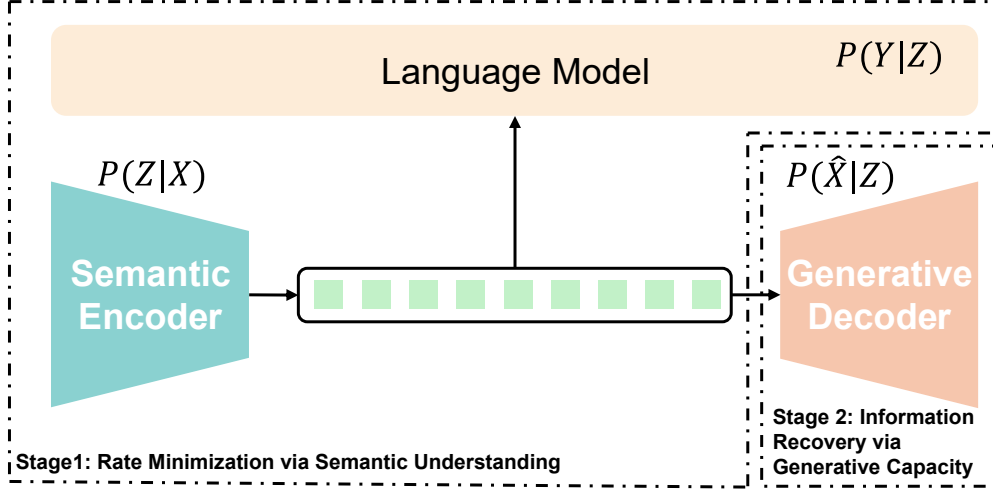 Language Model
P(Y|Z)
P(Z|X)
P(X̂|Z)
Semantic
Encoder
Generative
Decoder
Stage 2: Information
Recovery via
Generative Capacity
Stage1: Rate Minimization via Semantic Understanding